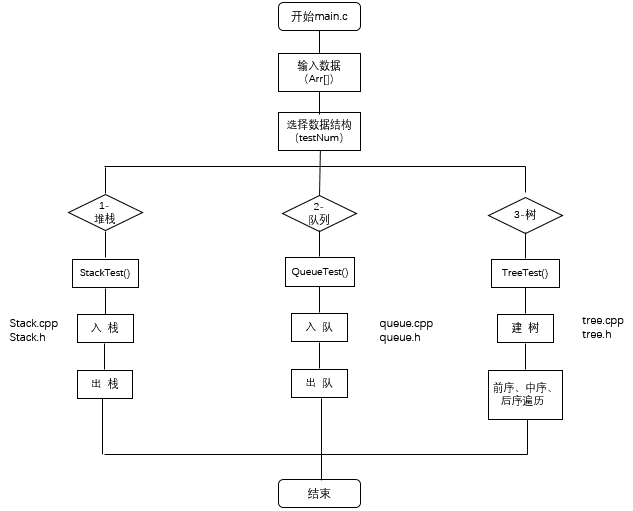 开始main.c
输入数据
（Arr[]）
选择数据结构
（testNum）
1-
堆栈
2-
队列
3-树
StackTest()
QueueTest()
TreeTest()
Stack.cpp
Stack.h
入 栈
入 队
queue.cpp
queue.h
建 树
tree.cpp
tree.h
出 栈
出 队
前序、中序、
后序遍历
结束